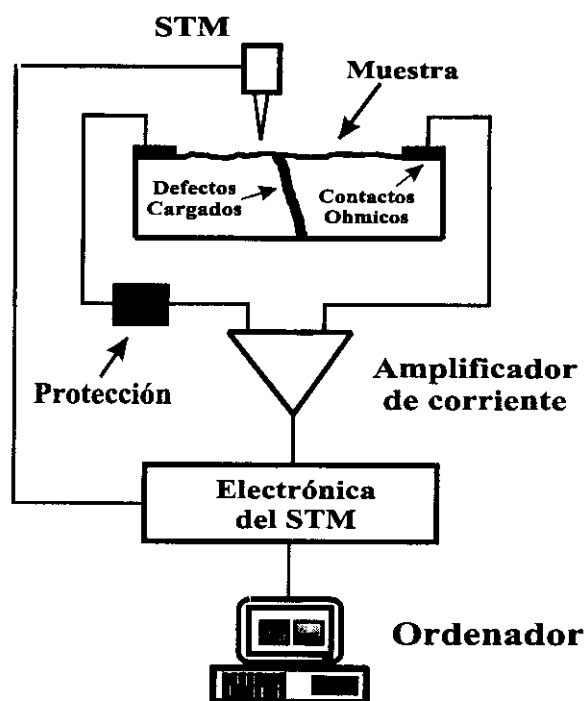 STM
Muestra
Defectos
Cargados
Contactos
Ohmicos
Protección
Amplificador
de corriente
Electrónica
del STM
Ordenador